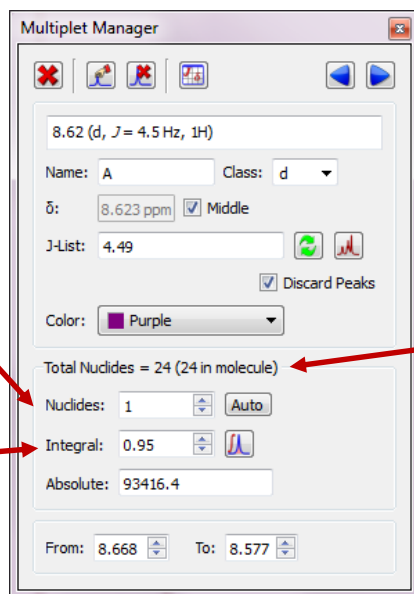 Multiplet Manager
8.62 (d, J = 4.5 Hz, 1H)
Name: A Class: d
δ: 8.623 ppm Middle
J-List: 4.49
Discard Peaks
Color: Purple
Total Nuclides = 24 (24 in molecule)
Nuclides: 1 Auto
Integral: 0.95
Absolute: 93416.4
From: 8.668 To: 8.577